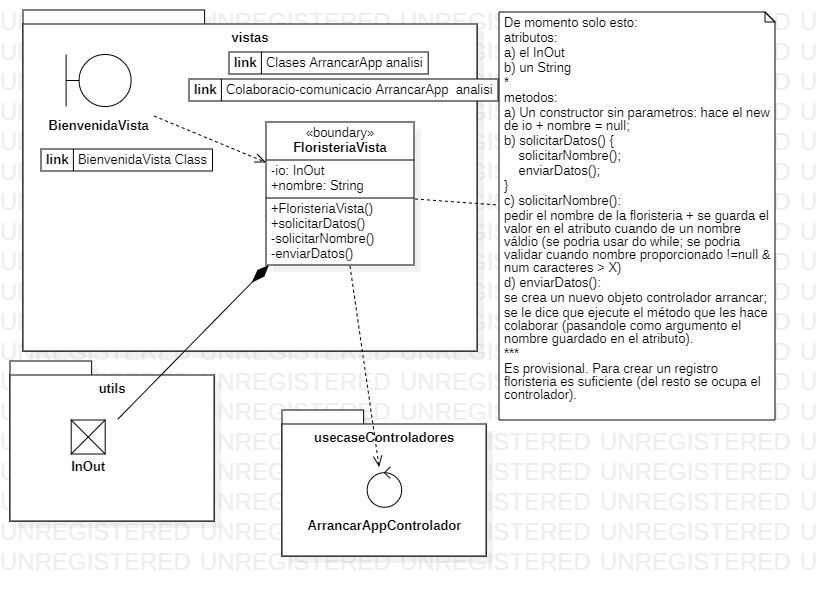 vistas
link Clases ArrancarApp analisi
link Colaboracio-comunicacio ArrancarApp  analisi
BienvenidaVista
link BienvenidaVista Class
«boundary»
FloristeriaVista
-io: InOut
+nombre: String
+FloristeriaVista()
+solicitarDatos()
-solicitarNombre()
-enviarDatos()
De momento solo esto:
atributos:
a) el InOut
b) un String
*
metodos:
a) Un constructor sin parametros: hace el new
de io + nombre = null;
b) solicitarDatos() {
solicitarNombre();
enviarDatos();
}
c) solicitarNombre():
pedir el nombre de la floristeria + se guarda el
valor en el atributo cuando de un nombre
váldio (se podria usar do while; se podria
validar cuando nombre proporcionado !=null &
num caracteres > X)
d) enviarDatos():
se crea un nuevo objeto controlador arrancar;
se le dice que ejecute el método que les hace
colaborar (pasandole como argumento el
nombre guardado en el atributo).
***
Es provisional. Para crear un registro
floristeria es suficiente (del resto se ocupa el
controlador).
utils
InOut
usecaseControladores
ArrancarAppControlador
UNREGISTERED UNREGISTERED UNREGISTERED UNREGISTERED U